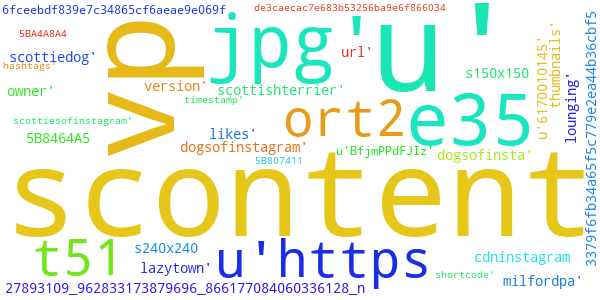 6fceebdf839e7c34865cf6aeae9e069f
de3caecac7e683b53256ba9e6f866034
5BA4A8A4
scottiedog'
hashtags'
owner'
vp
jpg'
u'
url'
s150x150
version'
scottishterrier'
timestamp'
scottiesofinstagram'
5B8464A5
likes'
ort2
e35
dogsofinstagram'
5B807411
u'BfjmPPdFJIz'
dogsofinsta'
u'6170010145'
thumbnails'
lounging'
3379f6fb34a65f5c779e2ea44b36cbf5
scontent
t51
s240x240
lazytown'
u'https
cdninstagram
shortcode'
milfordpa'
27893109_962833173879696_866177084060336128_n